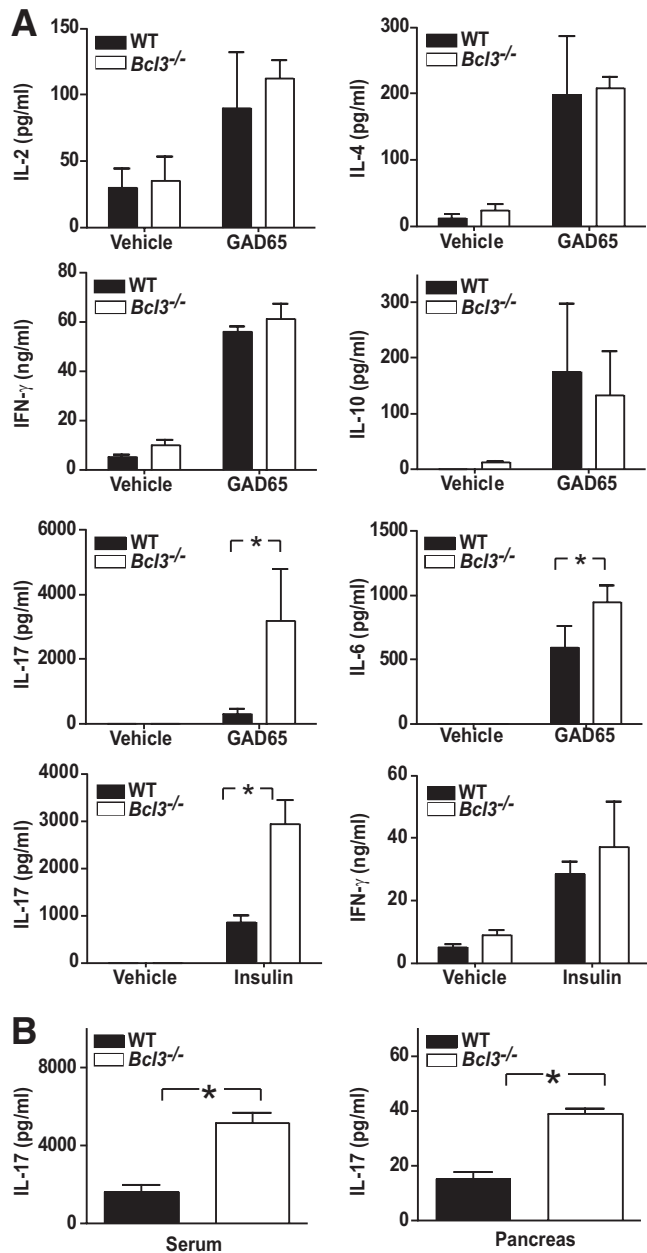 A
IL-2 (pg/ml)
150
100
50
0
WT
Bcl3-/-
Vehicle GAD65
IL-4 (pg/ml)
300
200
100
0
WT
Bcl3-/-
Vehicle GAD65
IFN-γ (ng/ml)
80
60
40
20
0
WT
Bcl3-/-
Vehicle GAD65
IL-10 (pg/ml)
300
200
100
0
WT
Bcl3-/-
Vehicle GAD65
IL-17 (pg/ml)
6000
4000
2000
0
WT
Bcl3-/-
*
Vehicle GAD65
IL-6 (pg/ml)
1500
1000
500
0
WT
Bcl3-/-
*
Vehicle GAD65
IL-17 (pg/ml)
4000
3000
2000
1000
0
WT
Bcl3-/-
*
Vehicle Insulin
IFN-γ (ng/ml)
60
40
20
0
WT
Bcl3-/-
Vehicle Insulin
B
IL-17 (pg/ml)
8000
4000
0
WT
Bcl3-/-
*
Serum
IL-17 (pg/ml)
60
40
20
0
WT
Bcl3-/-
*
Pancreas